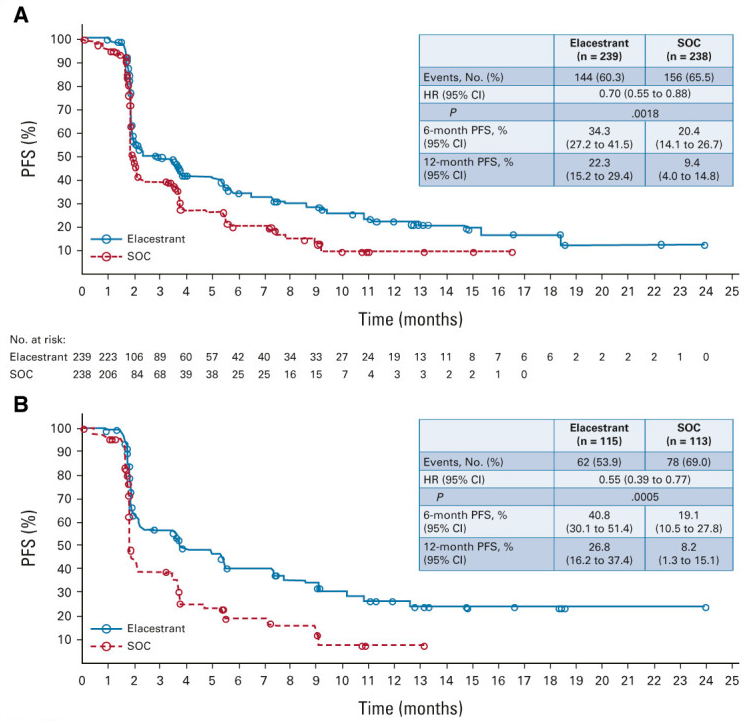 A
Elacestrant (n = 239) SOC (n = 238)
Events, No. (%) 144 (60.3) 156 (65.5)
HR (95% CI) 0.70 (0.55 to 0.88)
P .0018
6-month PFS, % (95% CI) 34.3 (27.2 to 41.5) 20.4 (14.1 to 26.7)
12-month PFS, % (95% CI) 22.3 (15.2 to 29.4) 9.4 (4.0 to 14.8)
PFS (%)
100
90
80
70
60
50
40
30
20
10
Elacestrant
SOC
0 1 2 3 4 5 6 7 8 9 10 11 12 13 14 15 16 17 18 19 20 21 22 23 24 25
Time (months)
No. at risk:
Elacestrant 239 223 106 89 60 57 42 40 34 33 27 24 19 13 11 8 7 6 6 2 2 2 2 1 0
SOC 238 206 84 68 39 38 25 25 16 15 7 4 3 3 2 2 1 0
B
Elacestrant (n = 115) SOC (n = 113)
Events, No. (%) 62 (53.9) 78 (69.0)
HR (95% CI) 0.55 (0.39 to 0.77)
P .0005
6-month PFS, % (95% CI) 40.8 (30.1 to 51.4) 19.1 (10.5 to 27.8)
12-month PFS, % (95% CI) 26.8 (16.2 to 37.4) 8.2 (1.3 to 15.1)
PFS (%)
100
90
80
70
60
50
40
30
20
10
Elacestrant
SOC
0 1 2 3 4 5 6 7 8 9 10 11 12 13 14 15 16 17 18 19 20 21 22 23 24 25
Time (months)